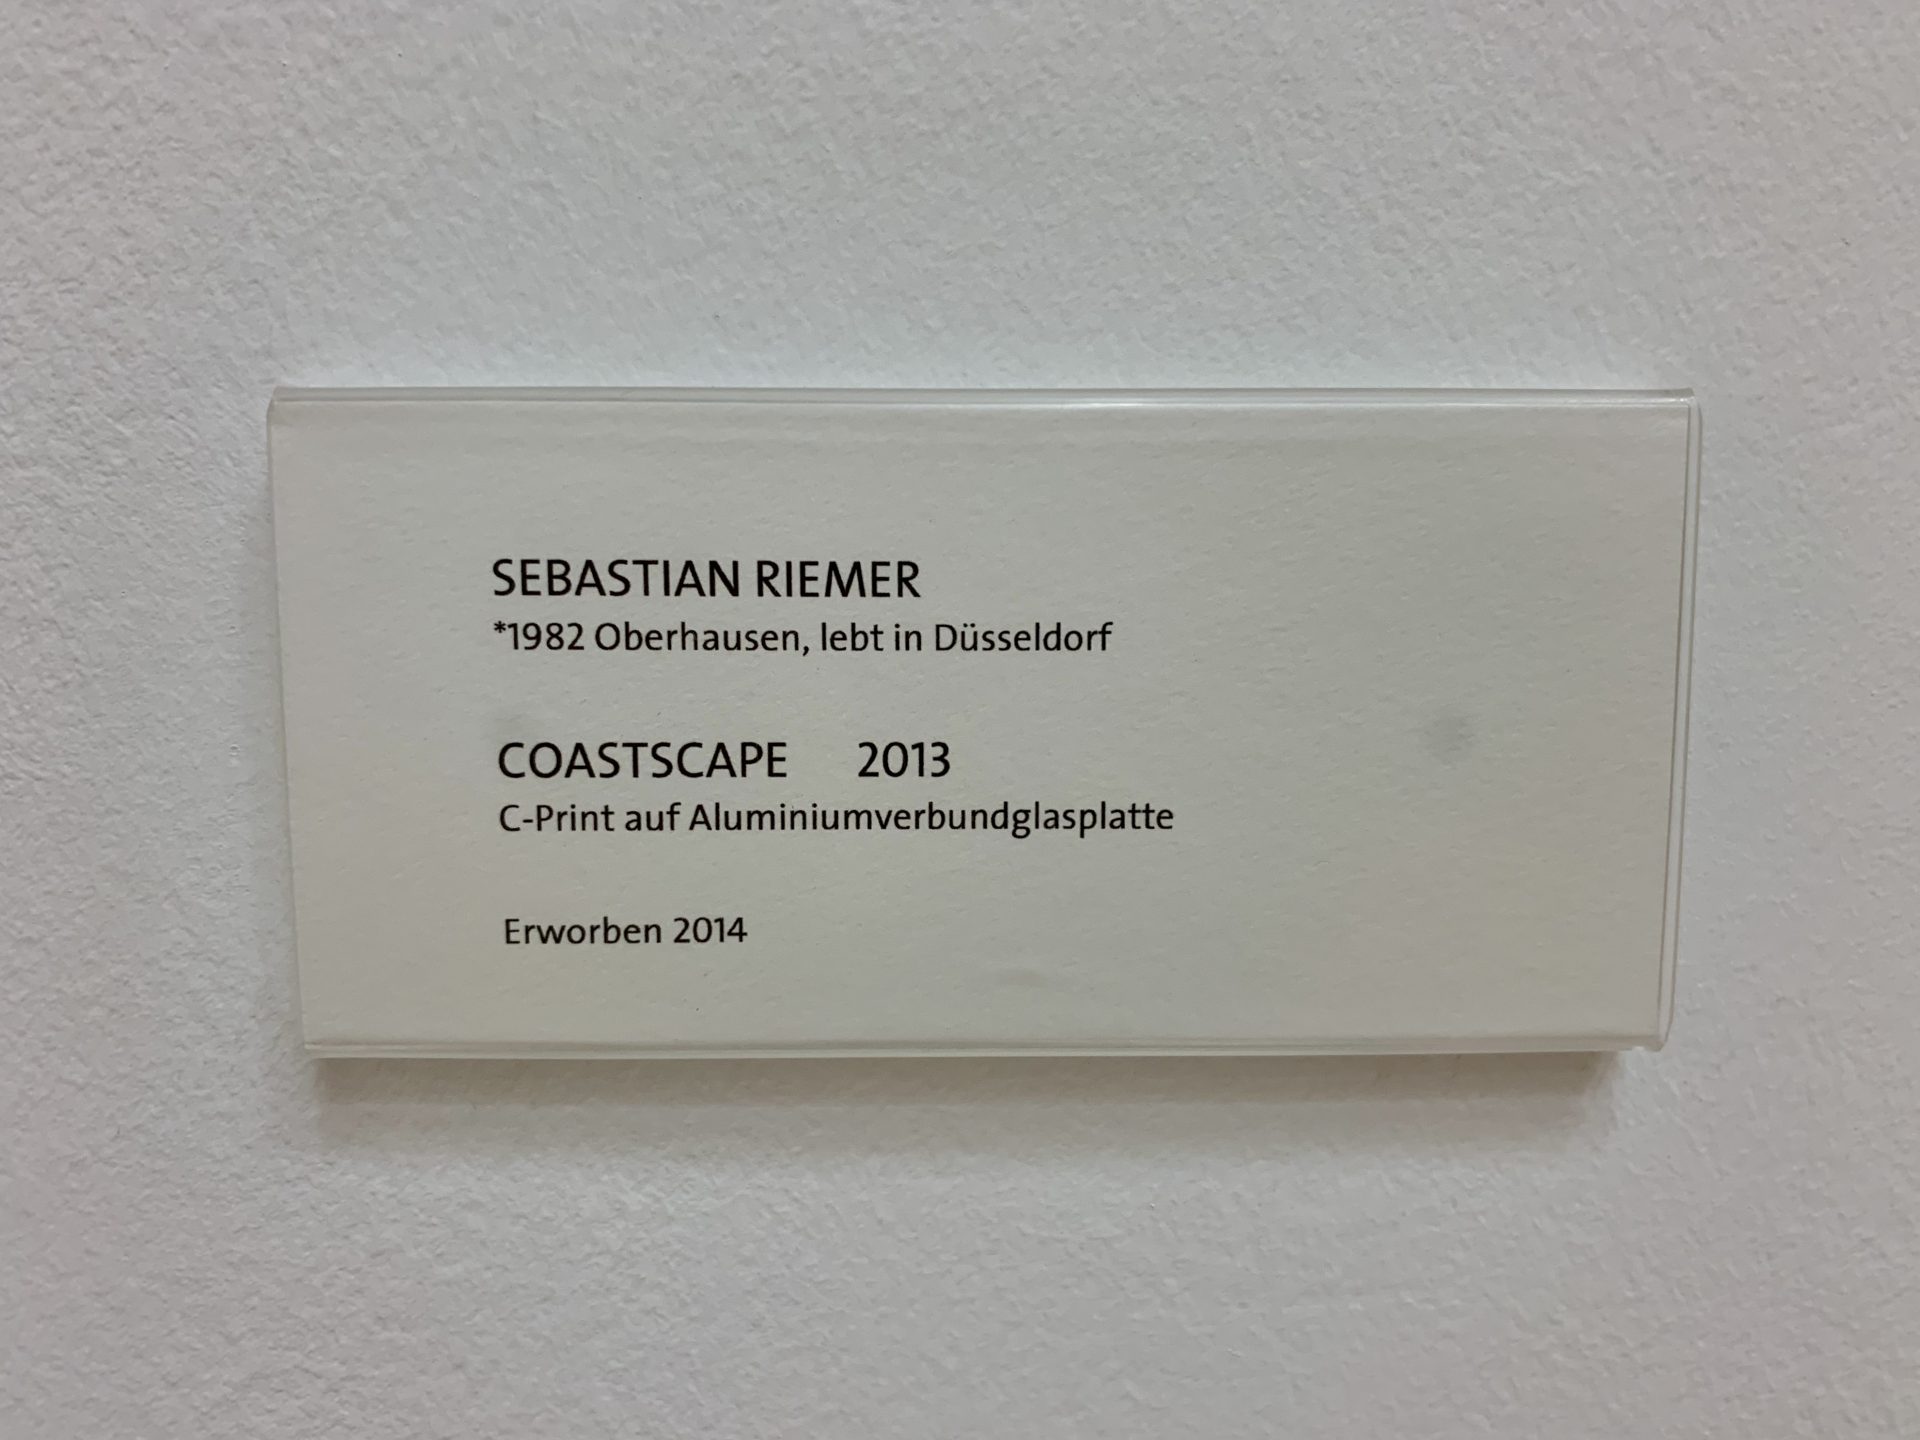 SEBASTIAN RIEMER
*1982 Oberhausen, lebt in Düsseldorf
COASTSCAPE 2013
C-Print auf Aluminiumverbundglasplatte
Erworben 2014